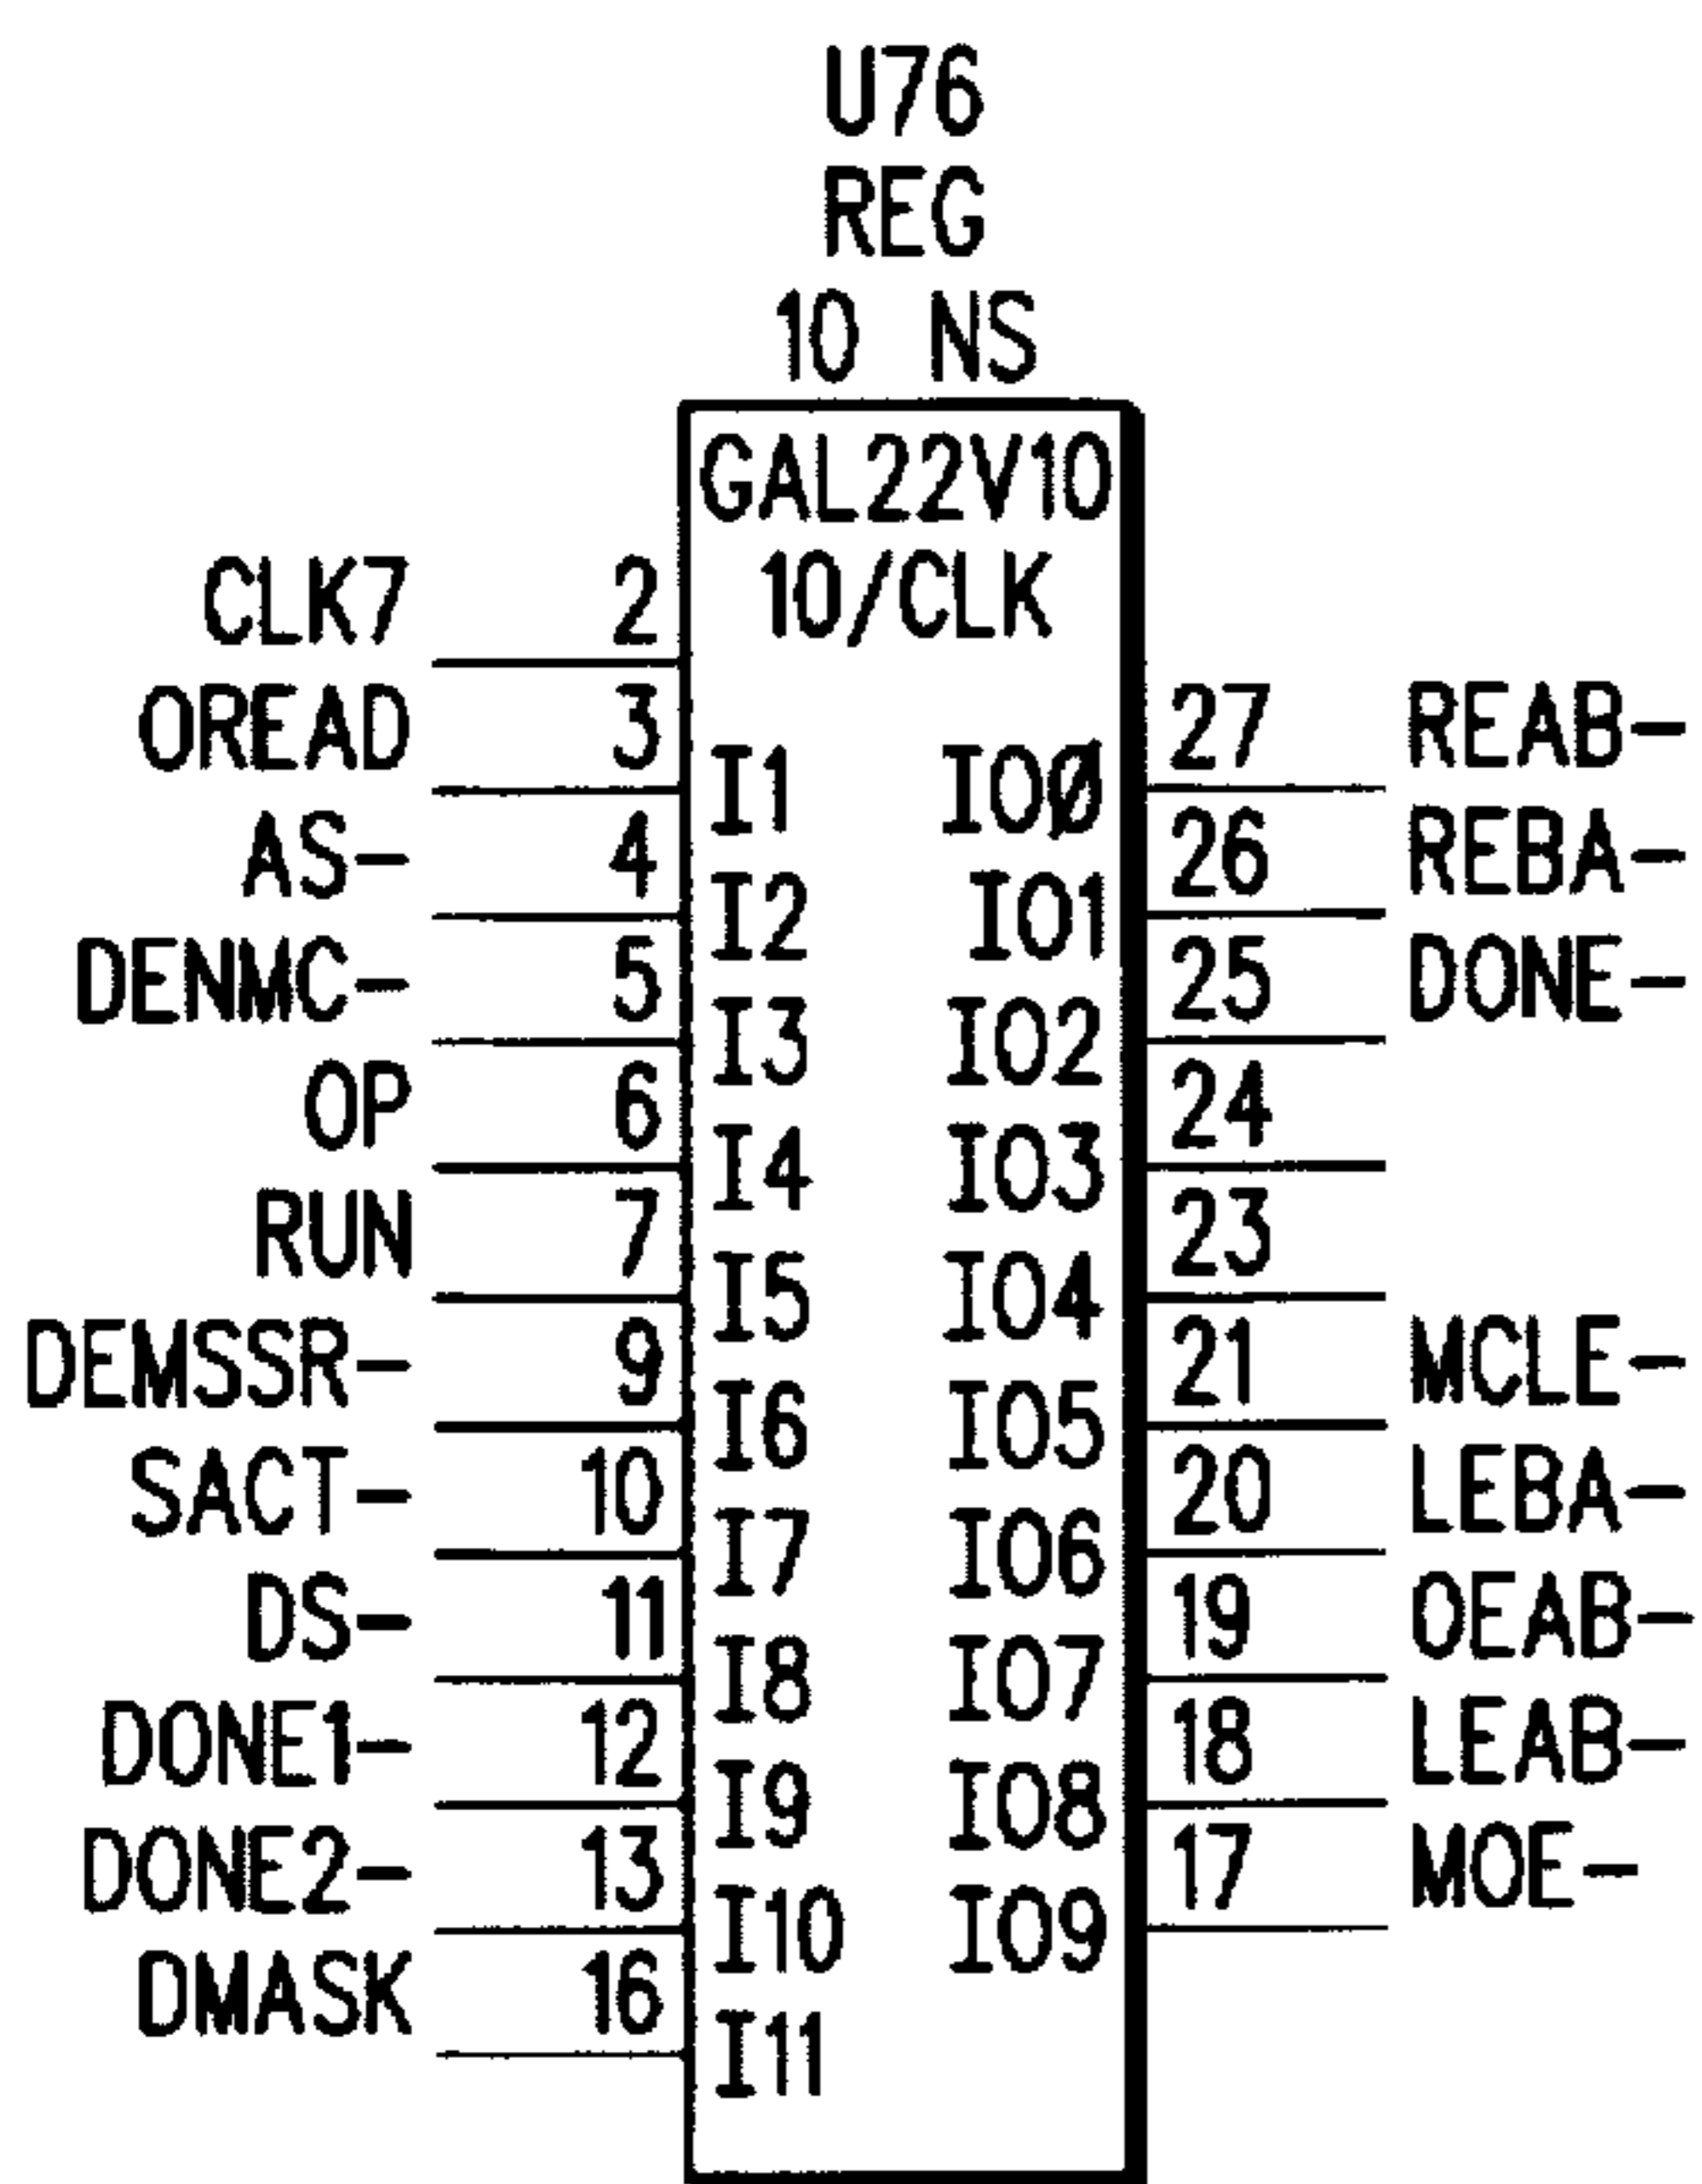 U76
REG
10 NS
GAL22V10
CLK7 2 10/CLK
OREAD 3 27 REAB-
I1 IO0
AS- 4 26 REBA-
I2 IO1
DENMC- 5 25 DONE-
I3 IO2
OP 6 24
I4 IO3
RUN 7 23
I5 IO4
DEMSSR- 9 21 MCLE-
I6 IO5
SACT- 10 20 LEBA-
I7 IO6
DS- 11 19 OEAB-
I8 IO7
DONE1- 12 18 LEAB-
I9 IO8
DONE2- 13 17 MOE-
I10 IO9
DMASK 16
I11